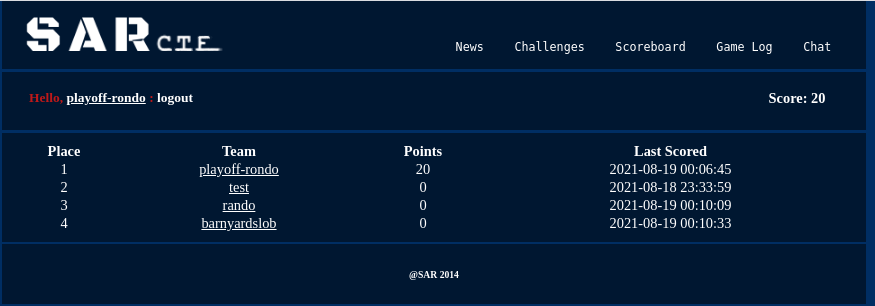 SAR CTF
News Challenges Scoreboard Game Log Chat
Hello, playoff-rondo : logout Score: 20
Place Team Points Last Scored
1 playoff-rondo 20 2021-08-19 00:06:45
2 test 0 2021-08-18 23:33:59
3 rando 0 2021-08-19 00:10:09
4 barnyardslob 0 2021-08-19 00:10:33
@SAR 2014